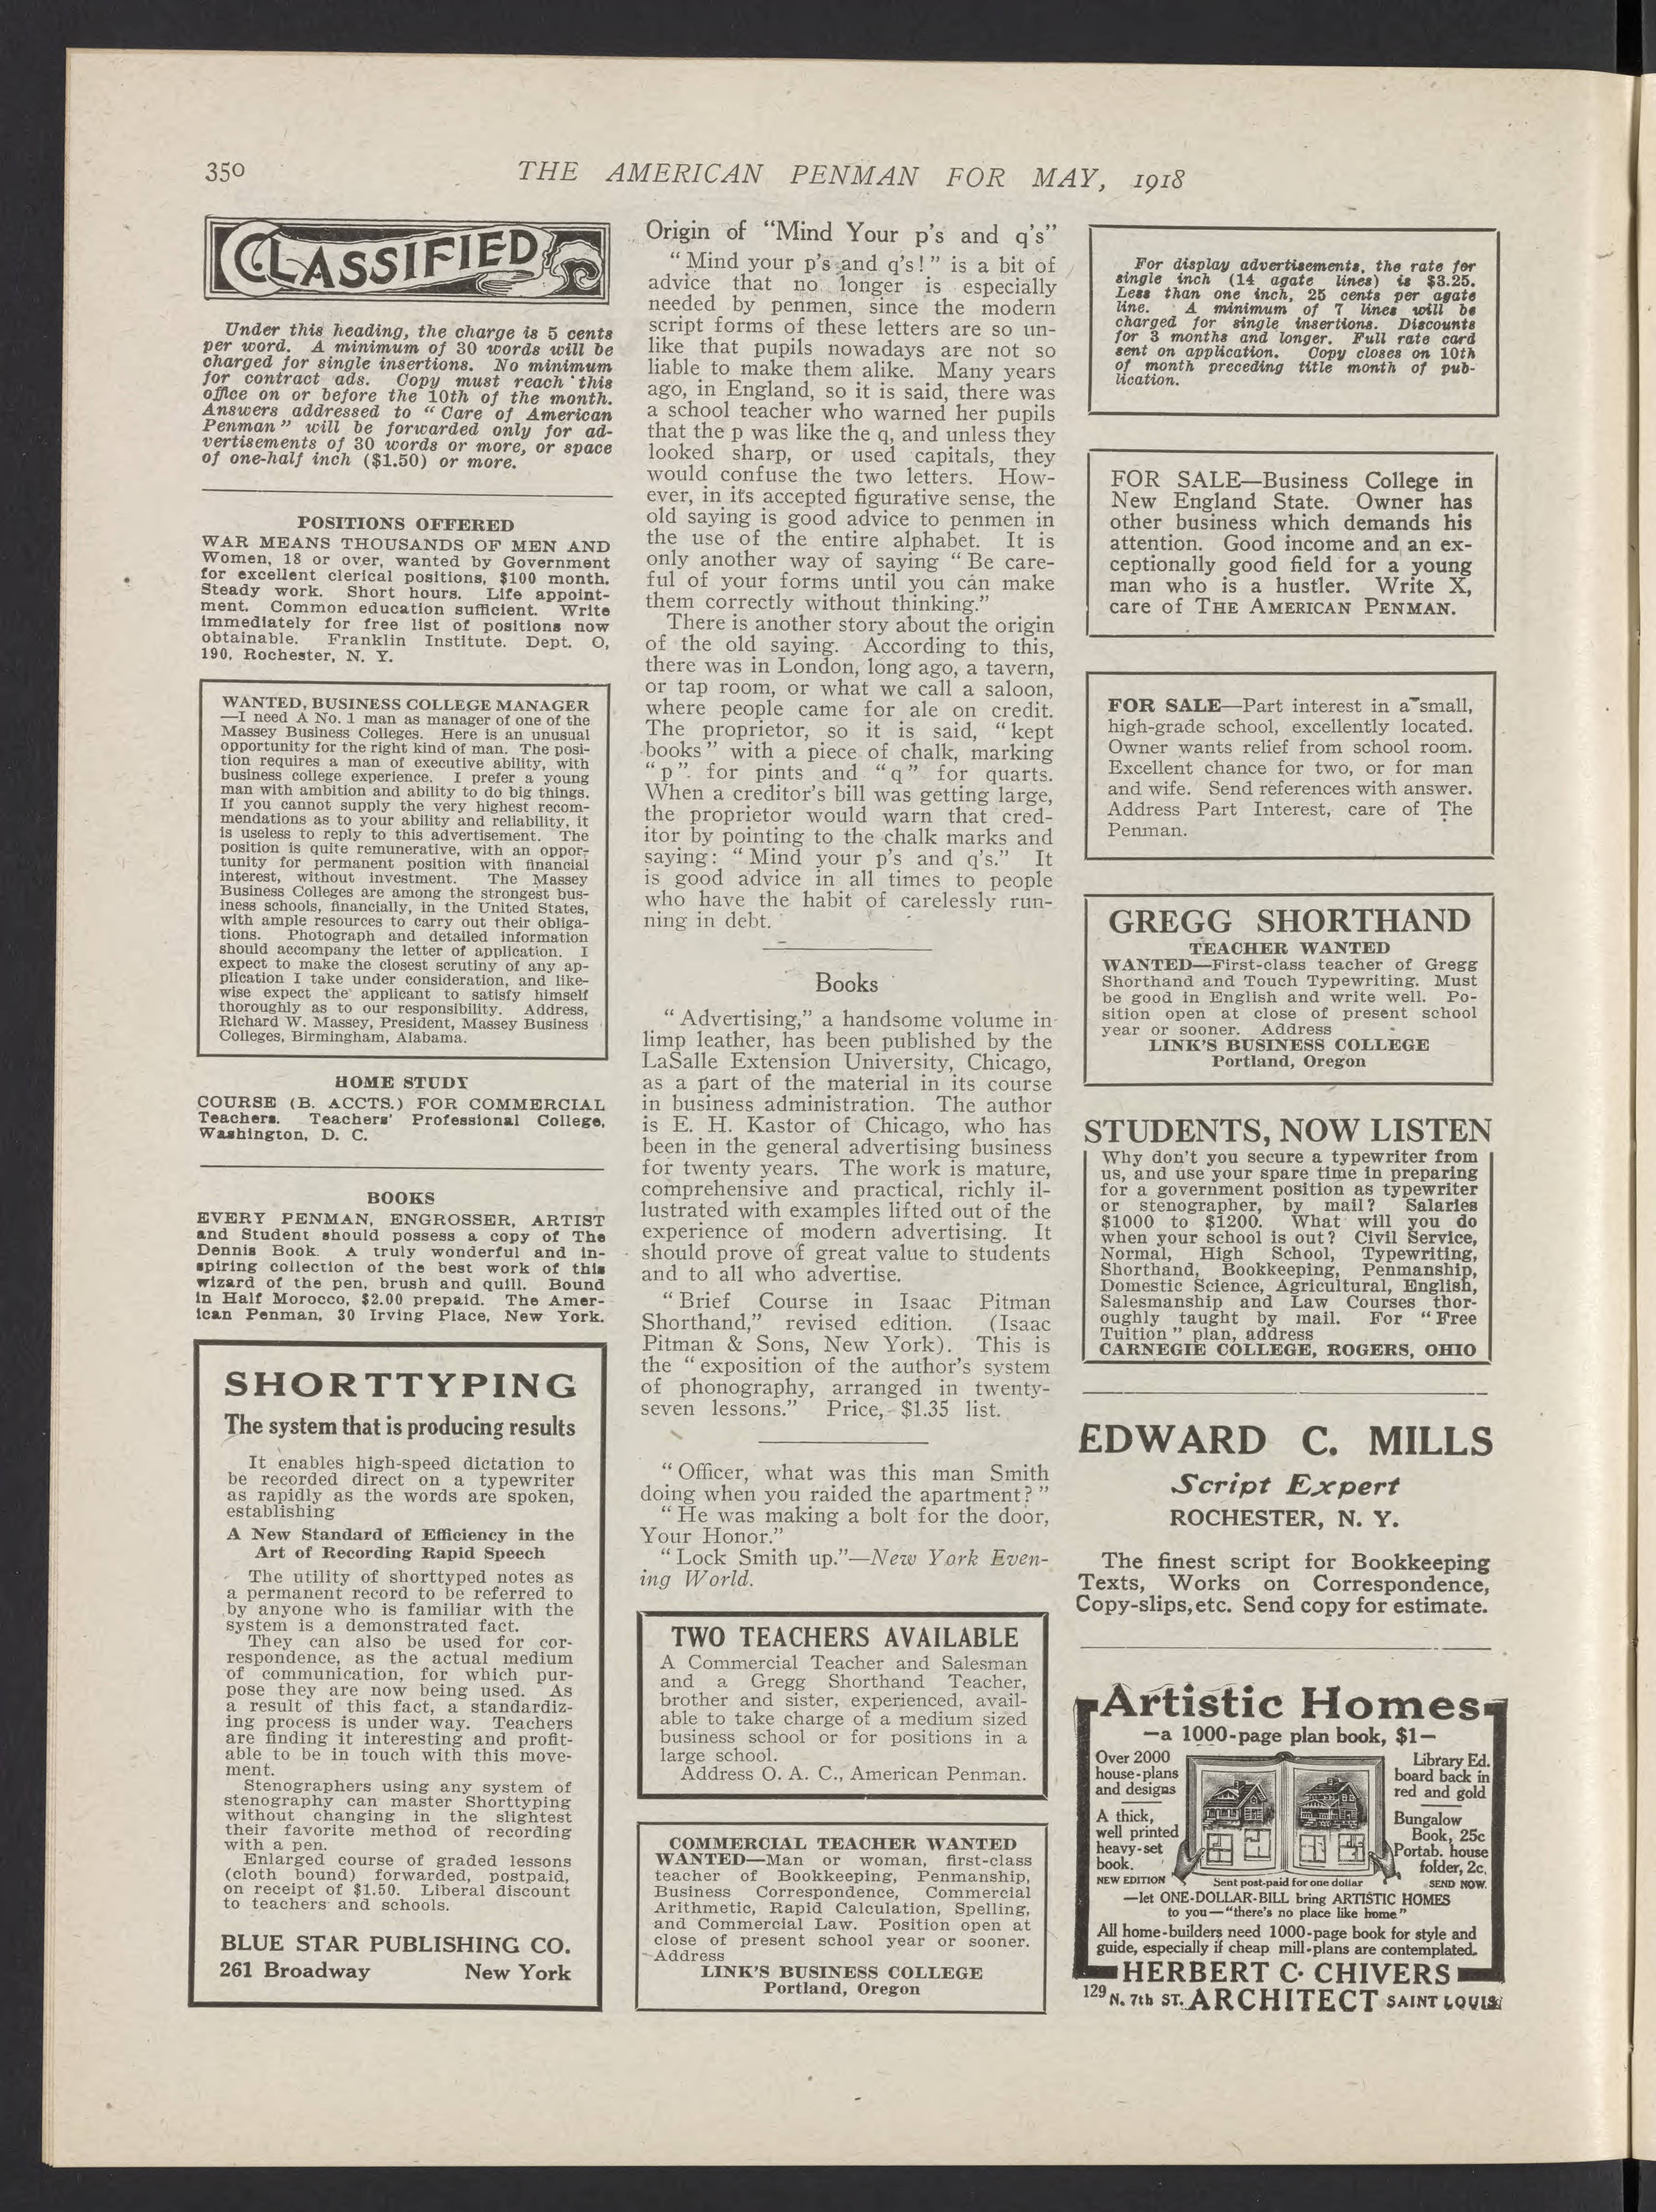 350
THE AMERICAN PENMAN FOR MAY, 1918
CLASSIFIED
Under this heading, the charge is 5 cents
per word. A minimum of 30 words will be
charged for single insertions. No minimum
for contract ads. Copy must reach this
office on or before the 10th of the month.
Answers addressed to “Care of American
Penman” will be forwarded only for ad-
vertisements of 30 words or more, or space
of one-half inch ($1.50) or more.
POSITIONS OFFERED
WAR MEANS THOUSANDS OF MEN AND
Women, 18 or over, wanted by Government
for excellent clerical positions, $100 month.
Steady work. Short hours. Life appoint-
ment. Common education sufficient. Write
immediately for free list of positions now
obtainable. Franklin Institute. Dept. O,
190, Rochester, N. Y.
WANTED, BUSINESS COLLEGE MANAGER
—I need A No. 1 man as manager of one of the
Massey Business Colleges. Here is an unusual
opportunity for the right kind of man. The posi-
tion requires a man of executive ability, with
business college experience. I prefer a young
man with ambition and ability to do big things.
If you cannot supply the very highest recom-
mendations as to your ability and reliability, it
is useless to reply to this advertisement. The
position is quite remunerative, with an oppor-
tunity for permanent position with financial
interest, without investment. The Massey
Business Colleges are among the strongest bus-
iness schools, financially, in the United States,
with ample resources to carry out their obliga-
tions. Photograph and detailed information
should accompany the letter of application. I
expect to make the closest scrutiny of any ap-
plication I take under consideration, and like-
wise expect the applicant to satisfy himself
thoroughly as to our responsibility. Address,
Richard W. Massey, President, Massey Business
Colleges, Birmingham, Alabama.
HOME STUDY
COURSE (B. ACCTS.) FOR COMMERCIAL
Teachers. Teachers' Professional College,
Washington, D. C.
BOOKS
EVERY PENMAN, ENGROSSER, ARTIST
and Student should possess a copy of The
Dennis Book. A truly wonderful and in-
spiring collection of the best work of this
wizard of the pen, brush and quill. Bound
in Half Morocco, $2.00 prepaid. The Amer-
ican Penman, 30 Irving Place, New York.
SHORTTYPING
The system that is producing results
It enables high-speed dictation to
be recorded direct on a typewriter
as rapidly as the words are spoken,
establishing
A New Standard of Efficiency in the
Art of Recording Rapid Speech
The utility of shorttyped notes as
a permanent record to be referred to
by anyone who is familiar with the
system is a demonstrated fact.
They can also be used for cor-
respondence, as the actual medium
of communication, for which pur-
pose they are now being used. As
a result of this fact, a standardiz-
ing process is under way. Teachers
are finding it interesting and profit-
able to be in touch with this move-
ment.
Stenographers using any system of
stenography can master Shorttyping
without changing in the slightest
their favorite method of recording
with a pen.
Enlarged course of graded lessons
(cloth bound) forwarded, postpaid,
on receipt of $1.50. Liberal discount
to teachers and schools.
BLUE STAR PUBLISHING CO.
261 Broadway New York
Origin of “Mind Your p's and q's”
“Mind your p's and q's!” is a bit of
advice that no longer is especially
needed by penmen, since the modern
script forms of these letters are so un-
like that pupils nowadays are not so
liable to make them alike. Many years
ago, in England, so it is said, there was
a school teacher who warned her pupils
that the p was like the q, and unless they
looked sharp, or used capitals, they
would confuse the two letters. How-
ever, in its accepted figurative sense, the
old saying is good advice to penmen in
the use of the entire alphabet. It is
only another way of saying “Be care-
ful of your forms until you can make
them correctly without thinking.”
There is another story about the origin
of the old saying. According to this,
there was in London, long ago, a tavern,
or tap room, or what we call a saloon,
where people came for ale on credit.
The proprietor, so it is said, “kept
books” with a piece of chalk, marking
“p” for pints and “q” for quarts.
When a creditor's bill was getting large,
the proprietor would warn that cred-
itor by pointing to the chalk marks and
saying: “Mind your p's and q's.” It
is good advice in all times to people
who have the habit of carelessly run-
ning in debt.
Books
“Advertising,” a handsome volume in
limp leather, has been published by the
LaSalle Extension University, Chicago,
as a part of the material in its course
in business administration. The author
is E. H. Kastor of Chicago, who has
been in the general advertising business
for twenty years. The work is mature,
comprehensive and practical, richly il-
lustrated with examples lifted out of the
experience of modern advertising. It
should prove of great value to students
and to all who advertise.
“Brief Course in Isaac Pitman
Shorthand,” revised edition. (Isaac
Pitman & Sons, New York). This is
the “exposition of the author's system
of phonography, arranged in twenty-
seven lessons.” Price, $1.35 list.
“Officer, what was this man Smith
doing when you raided the apartment?”
“He was making a bolt for the door,
Your Honor.”
“Lock Smith up.”—New York Even-
ing World.
TWO TEACHERS AVAILABLE
A Commercial Teacher and Salesman
and a Gregg Shorthand Teacher,
brother and sister, experienced, avail-
able to take charge of a medium sized
business school or for positions in a
large school.
Address O. A. C., American Penman.
COMMERCIAL TEACHER WANTED
WANTED—Man or woman, first-class
teacher of Bookkeeping, Penmanship,
Business Correspondence, Commercial
Arithmetic, Rapid Calculation, Spelling,
and Commercial Law. Position open at
close of present school year or sooner.
Address
LINK'S BUSINESS COLLEGE
Portland, Oregon
For display advertisements, the rate for
single inch (14 agate lines) is $3.25.
Less than one inch, 25 cents per agate
line. A minimum of 7 lines will be
charged for single insertions. Discounts
for 3 months and longer. Full rate card
sent on application. Copy closes on 10th
of month preceding title month of pub-
lication.
FOR SALE—Business College in
New England State. Owner has
other business which demands his
attention. Good income and an ex-
ceptionally good field for a young
man who is a hustler. Write X,
care of THE AMERICAN PENMAN.
FOR SALE—Part interest in a small,
high-grade school, excellently located.
Owner wants relief from school room.
Excellent chance for two, or for man
and wife. Send references with answer.
Address Part Interest, care of The
Penman.
GREGG SHORTHAND
TEACHER WANTED
WANTED—First-class teacher of Gregg
Shorthand and Touch Typewriting. Must
be good in English and write well. Po-
sition open at close of present school
year or sooner. Address
LINK'S BUSINESS COLLEGE
Portland, Oregon
STUDENTS, NOW LISTEN
Why don't you secure a typewriter from
us, and use your spare time in preparing
for a government position as typewriter
or stenographer, by mail? Salaries
$1000 to $1200. What will you do
when your school is out? Civil Service,
Normal, High School, Typewriting,
Shorthand, Bookkeeping, Penmanship,
Domestic Science, Agricultural, English,
Salesmanship and Law Courses thor-
oughly taught by mail. For “Free
Tuition” plan, address
CARNEGIE COLLEGE, ROGERS, OHIO
EDWARD C. MILLS
Script Expert
ROCHESTER, N. Y.
The finest script for Bookkeeping
Texts, Works on Correspondence,
Copy-slips, etc. Send copy for estimate.
Artistic Homes
—a 1000-page plan book, $1—
Over 2000
house-plans
and designs
A thick,
well printed
heavy-set
book.
NEW EDITION
Library Ed.
board back in
red and gold
Bungalow
Book, 25c
Portab. house
folder, 2c.
SEND NOW.
Sent post-paid for one dollar
—let ONE-DOLLAR-BILL bring ARTISTIC HOMES
to you—“there's no place like home”
All home-builders need 1000-page book for style and
guide, especially if cheap mill-plans are contemplated.
HERBERT C. CHIVERS
129 N. 7th ST. ARCHITECT SAINT LOUIS